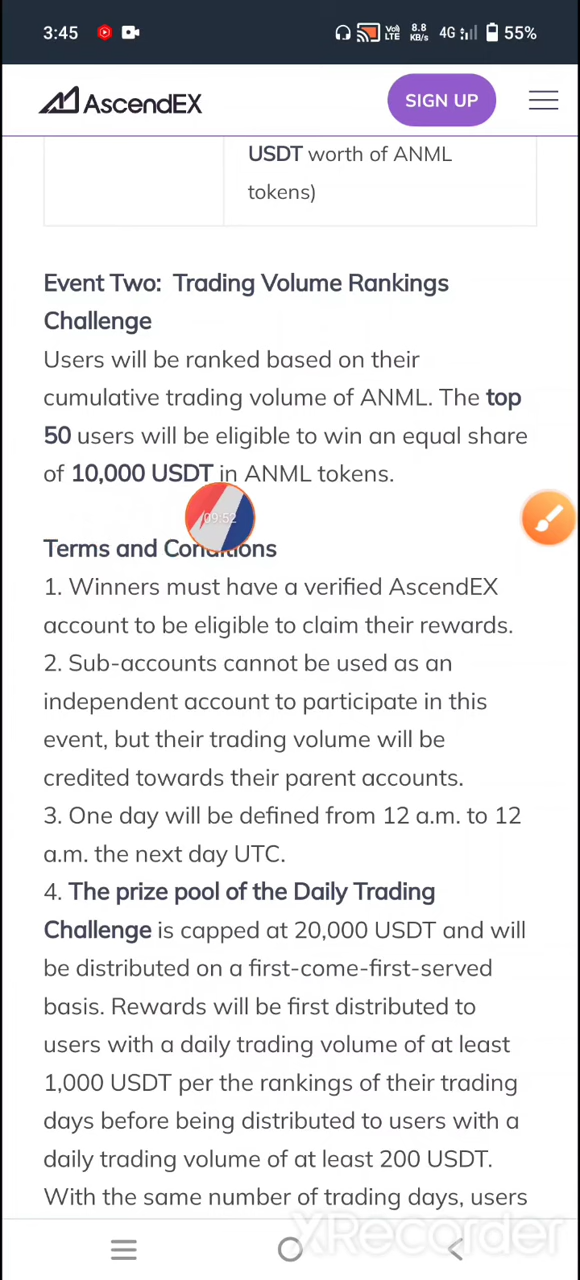 3:45 VoD LTE 8.8 KB/s 4G 55%
AscendEX SIGN UP
USDT worth of ANML
tokens)
Event Two: Trading Volume Rankings
Challenge
Users will be ranked based on their
cumulative trading volume of ANML. The top
50 users will be eligible to win an equal share
of 10,000 USDT in ANML tokens.
09:52
Terms and Conditions
1. Winners must have a verified AscendEX
account to be eligible to claim their rewards.
2. Sub-accounts cannot be used as an
independent account to participate in this
event, but their trading volume will be
credited towards their parent accounts.
3. One day will be defined from 12 a.m. to 12
a.m. the next day UTC.
4. The prize pool of the Daily Trading
Challenge is capped at 20,000 USDT and will
be distributed on a first-come-first-served
basis. Rewards will be first distributed to
users with a daily trading volume of at least
1,000 USDT per the rankings of their trading
days before being distributed to users with a
daily trading volume of at least 200 USDT.
With the same number of trading days, users
XRecorder